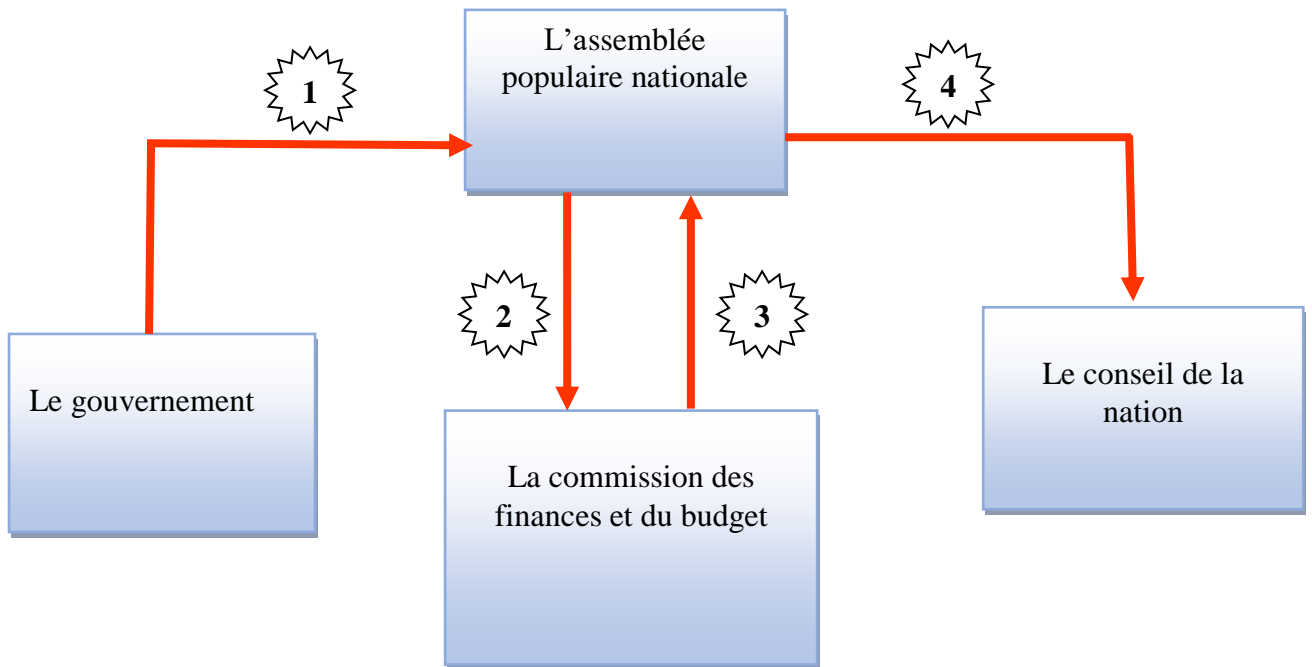 L’assemblée
populaire nationale
1
4
2
3
Le gouvernement
Le conseil de la
nation
La commission des
finances et du budget